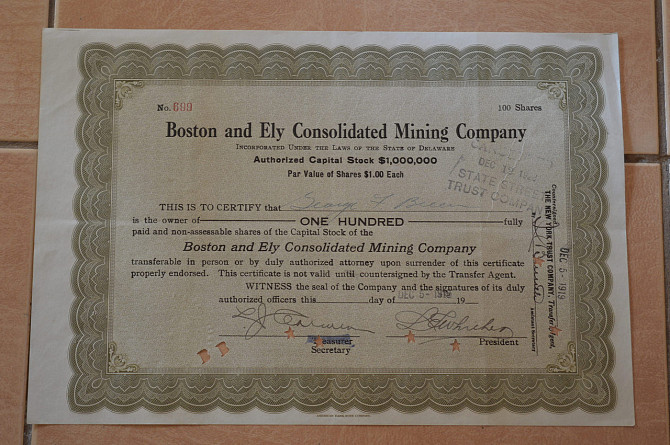 No. 699
100 Shares
Boston and Ely Consolidated Mining Company
Incorporated Under the Laws of the State of Delaware
Authorized Capital Stock $1,000,000
Par Value of Shares $1.00 Each
DEC 19
STATE STREET
TRUST COMPANY
THIS IS TO CERTIFY that George F.
is the owner of ONE HUNDRED fully
paid and non-assessable shares of the Capital Stock of the
Boston and Ely Consolidated Mining Company
transferable in person or by duly authorized attorney upon surrender of this certificate
properly endorsed. This certificate is not valid until countersigned by the Transfer Agent.
WITNESS the seal of the Company and the signatures of its duly
authorized officers this day of DEC 5- 1919 19
Treasurer
Secretary
President
Countersigned
THE NEW YORK TRUST COMPANY, Transfer Agent,
DEC 5- 1919